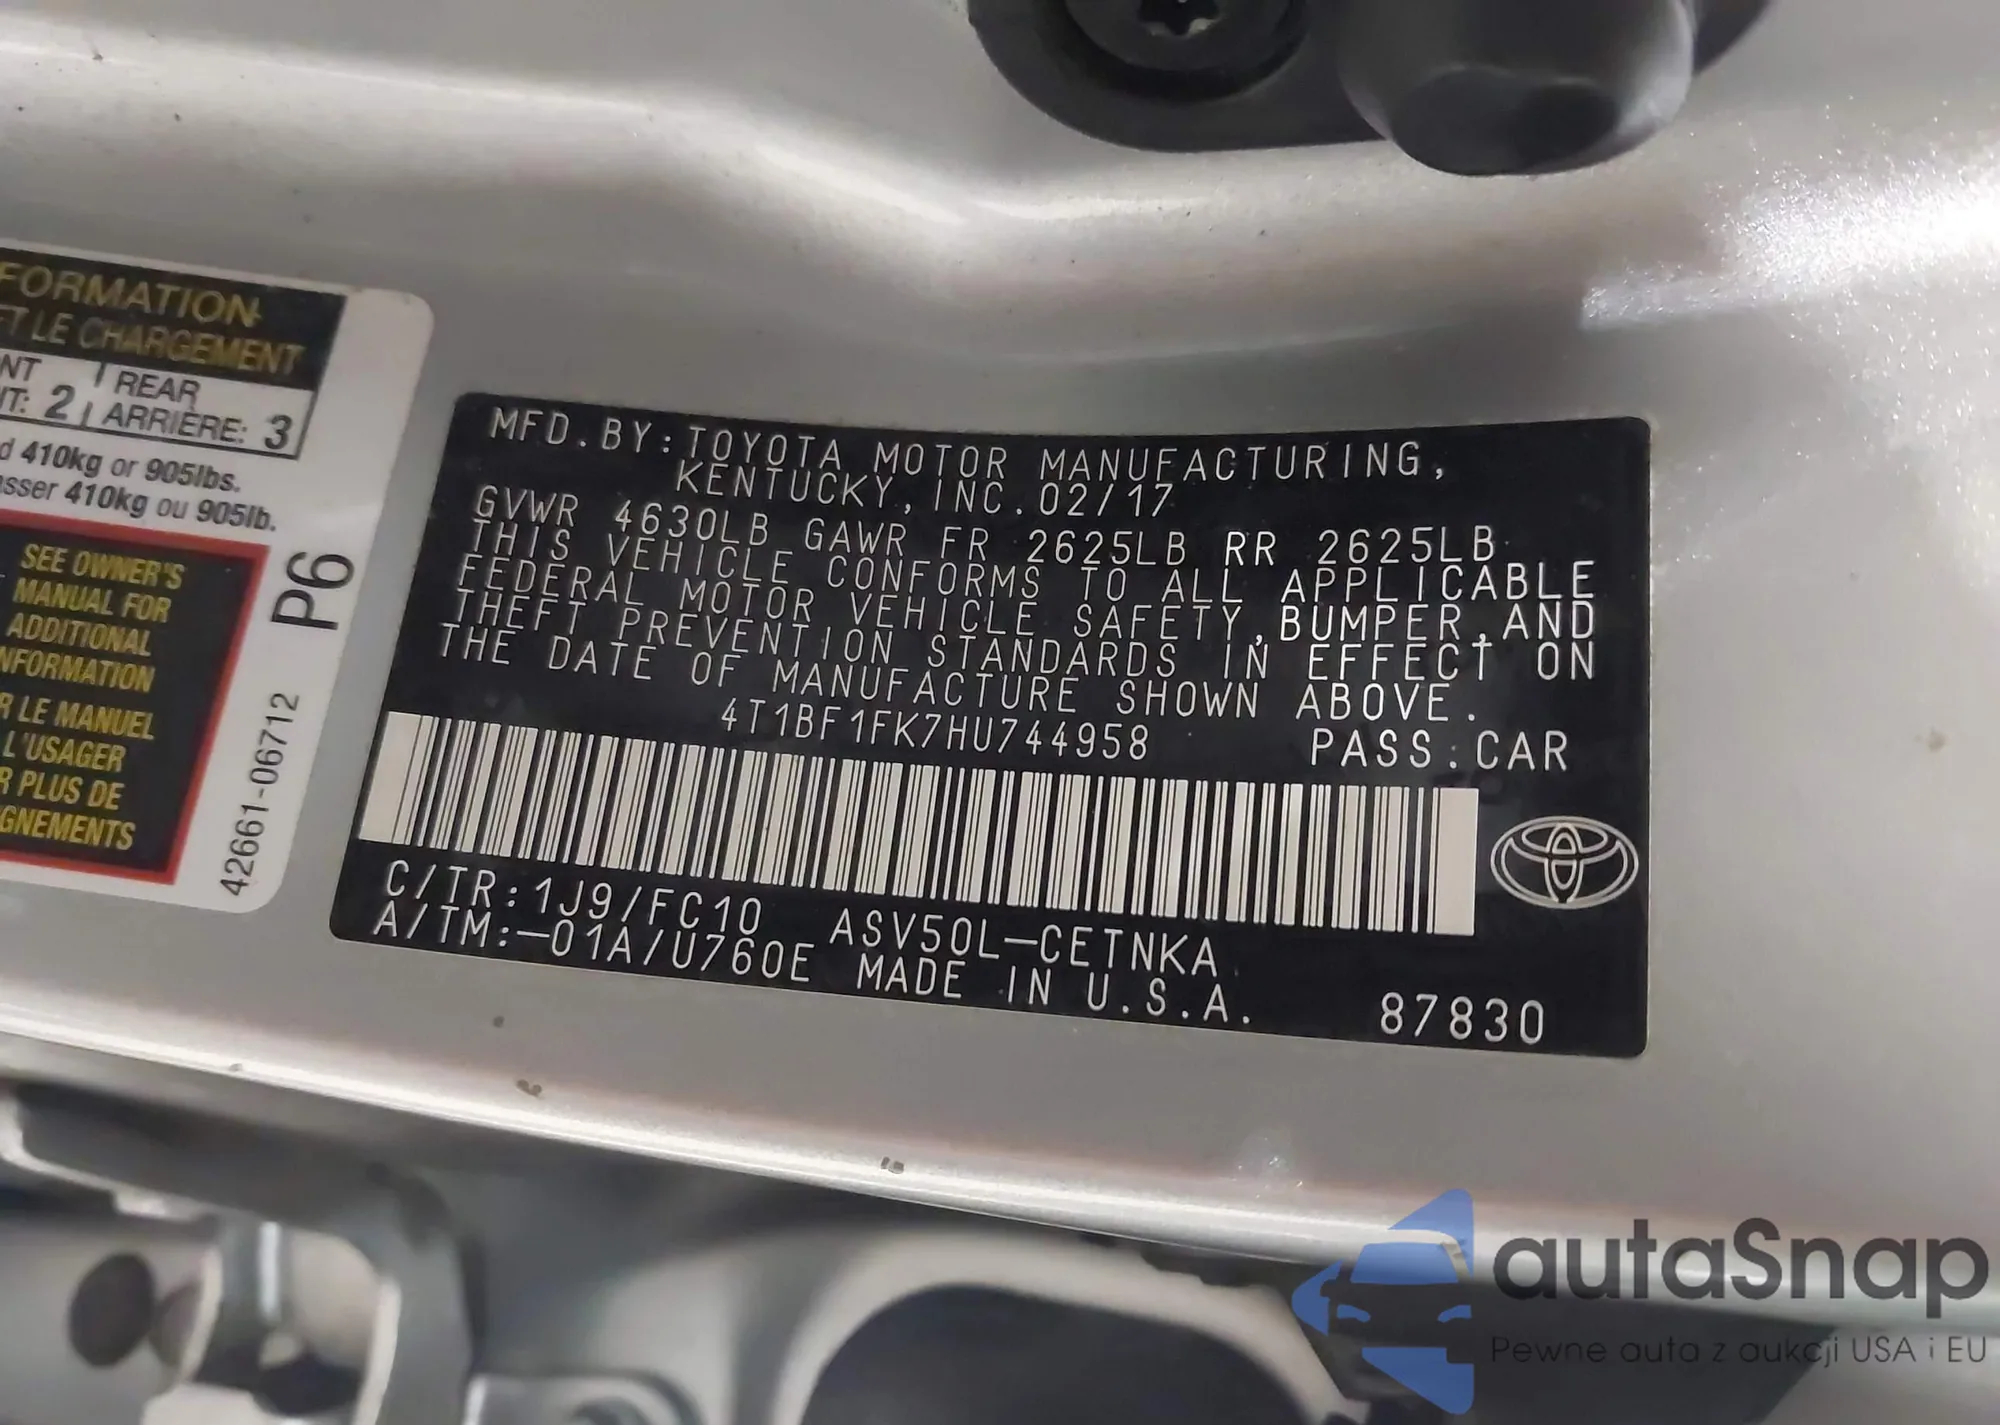 FORMATION
ET LE CHARGEMENT
REAR
2 ARRIÈRE: 3
410kg or 905lbs.
410kg ou 905lb.
SEE OWNER'S
MANUAL FOR
ADDITIONAL
NFORMATION
R LE MANUEL
L'USAGER
R PLUS DE
GNEMENTS
P6
42661-06712
MFD.BY:TOYOTA MOTOR MANUFACTURING,
KENTUCKY,INC.02/17
GVWR 4630LB GAWR FR 2625LB RR 2625LB
THIS VEHICLE CONFORMS TO ALL APPLICABLE
FEDERAL MOTOR VEHICLE SAFETY,BUMPER,AND
THEFT PREVENTION STANDARDS IN EFFECT ON
THE DATE OF MANUFACTURE SHOWN ABOVE.
4T1BF1FK7HU744958 PASS.CAR
C/TR:1J9/FC10 ASV50L-CETNKA
A/TM:-01A/U760E MADE IN U.S.A. 87830
autaSnap
Pewne auta z aukcji USA i EU